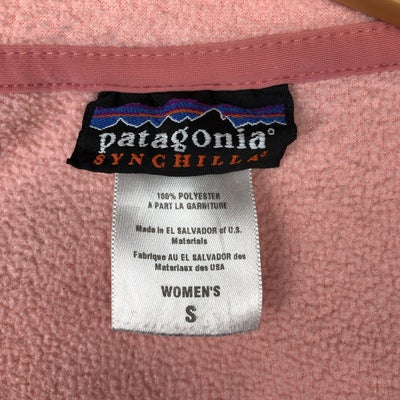 patagonia®
SYNCHILLA®
100% POLYESTER
A PART LA GARNITURE
Made in EL SALVADOR of U.S.
Materials
Fabrique AU EL SALVADOR des
Materiaux des USA
WOMEN'S
S